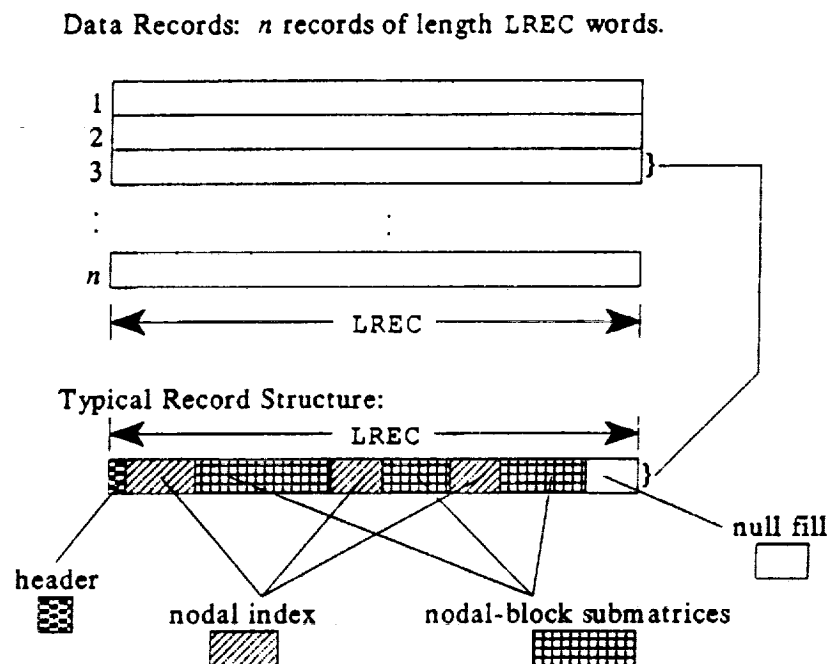 Data Records: n records of length LREC words.
1
2
3
n
LREC
Typical Record Structure:
LREC
null fill
header
nodal index
nodal-block submatrices